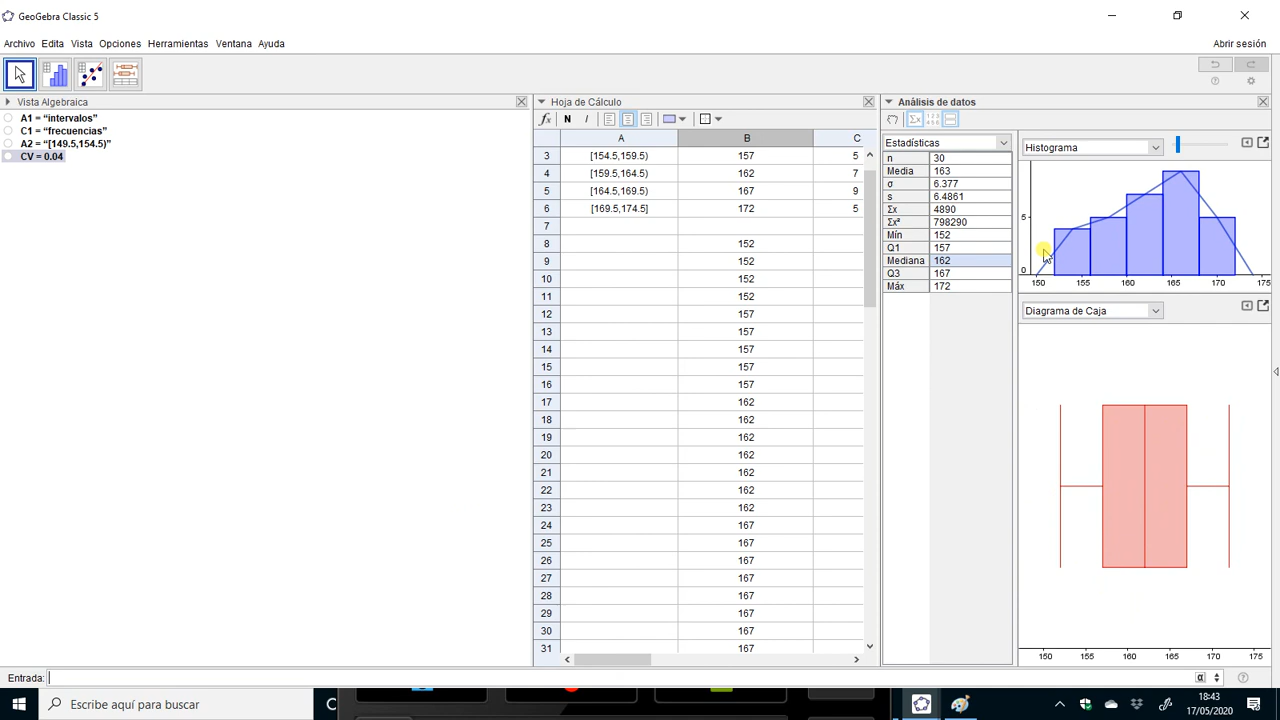 GeoGebra Classic 5
Archivo Edita Vista Opciones Herramientas Ventana Ayuda Abrir sesión
Vista Algebraica
A1 = “intervalos”
C1 = “frecuencias”
A2 = “[149.5,154.5)”
CV = 0.04
Hoja de Cálculo
fx N I
A B C
3 [154.5,159.5) 157 5
4 [159.5,164.5) 162 7
5 [164.5,169.5) 167 9
6 [169.5,174.5] 172 5
7
8 152
9 152
10 152
11 152
12 157
13 157
14 157
15 157
16 157
17 162
18 162
19 162
20 162
21 162
22 162
23 162
24 167
25 167
26 167
27 167
28 167
29 167
30 167
31 167
Análisis de datos
Σx 1 2 3 4 5 6
Estadísticas
n 30
Media 163
σ 6.377
s 6.4861
Σx 4890
Σx² 798290
Mín 152
Q1 157
Mediana 162
Q3 167
Máx 172
Histograma
5
0
150 155 160 165 170 175
Diagrama de Caja
150 155 160 165 170 175
Entrada:
α
Escribe aquí para buscar
18:43
17/05/2020